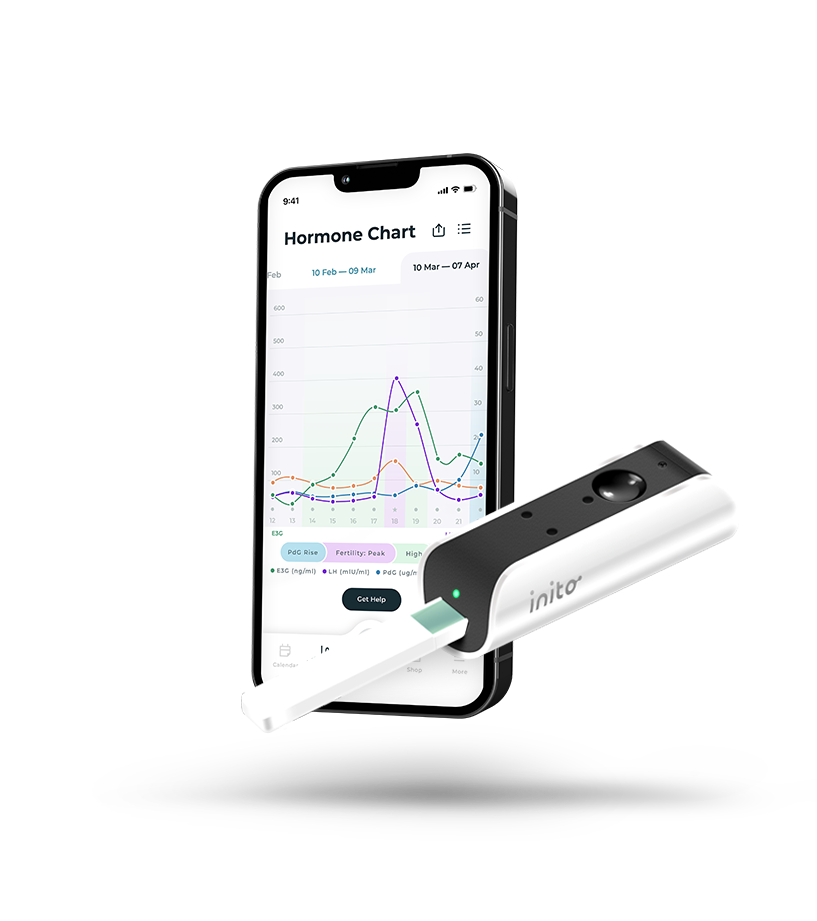 9:41
Hormone Chart
Feb 10 Feb — 09 Mar 10 Mar — 07 Apr
600 60
500 50
400 40
300 30
200 20
100 10
12 13 14 15 16 17 18 19 20 21
E3G
PdG Rise Fertility: Peak High
E3G (ng/ml) LH (mIU/ml) PdG (ug/m
Get Help
inito
Calendar Shop More